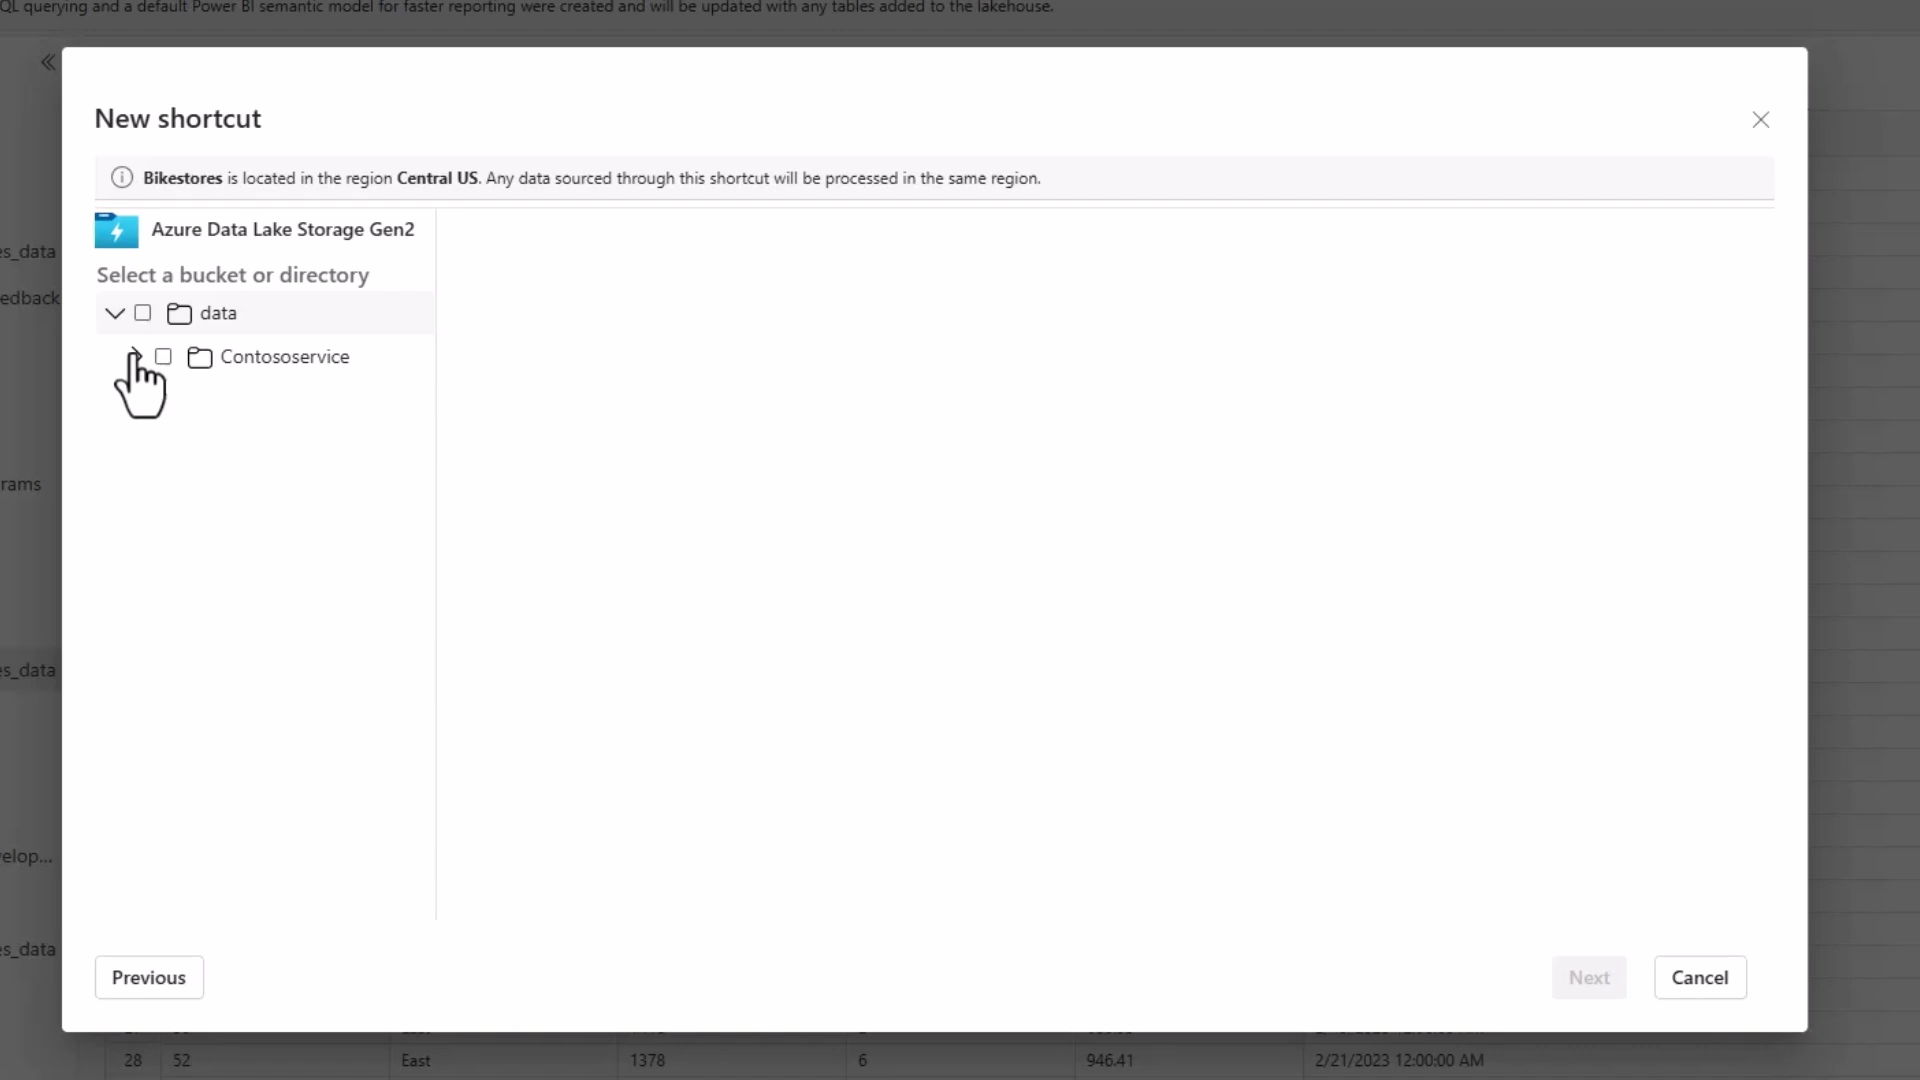 QL querying and a default Power BI semantic model for faster reporting were created and will be updated with any tables added to the lakehouse.
New shortcut
Bikestores is located in the region Central US. Any data sourced through this shortcut will be processed in the same region.
Azure Data Lake Storage Gen2
es_data
Select a bucket or directory
edback
data
Contososervice
rams
es_data
elop...
es_data
Previous
Next
Cancel
28 52 East 1378 6 946.41 2/21/2023 12:00:00 AM